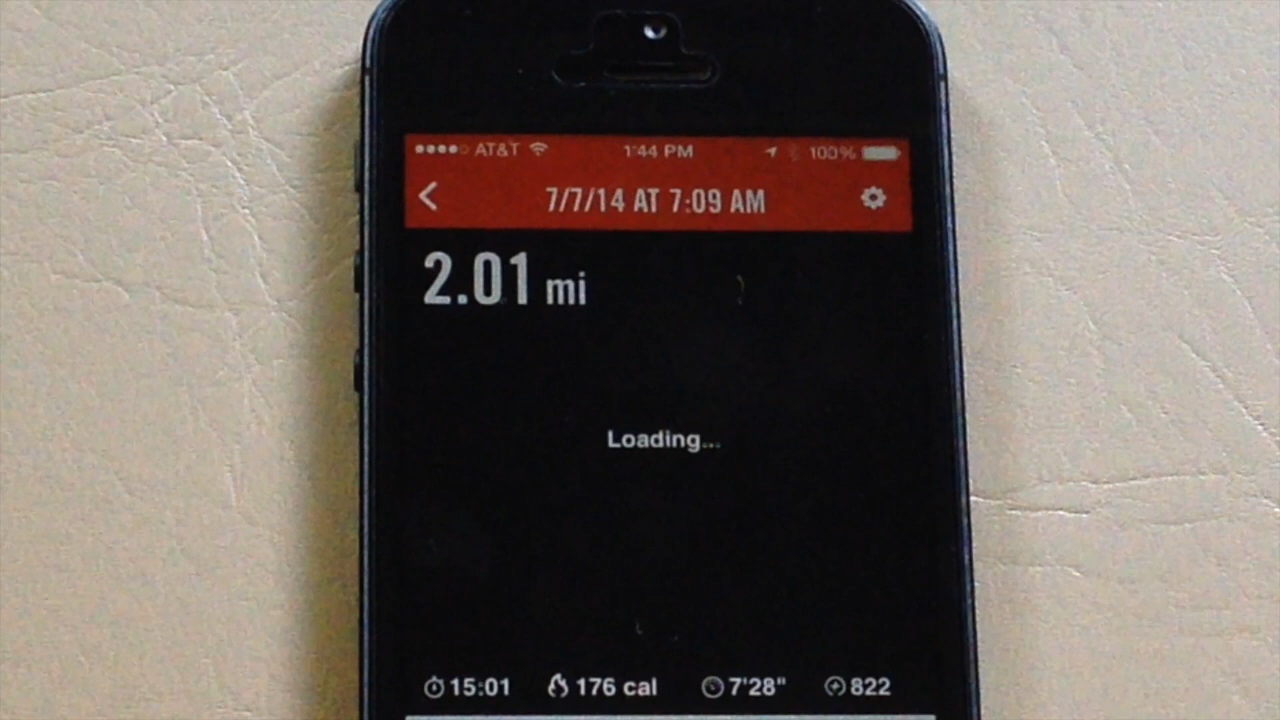 AT&T 1:44 PM 100%
7/7/14 AT 7:09 AM
2.01 mi
Loading...
15:01 176 cal 7'28" 822